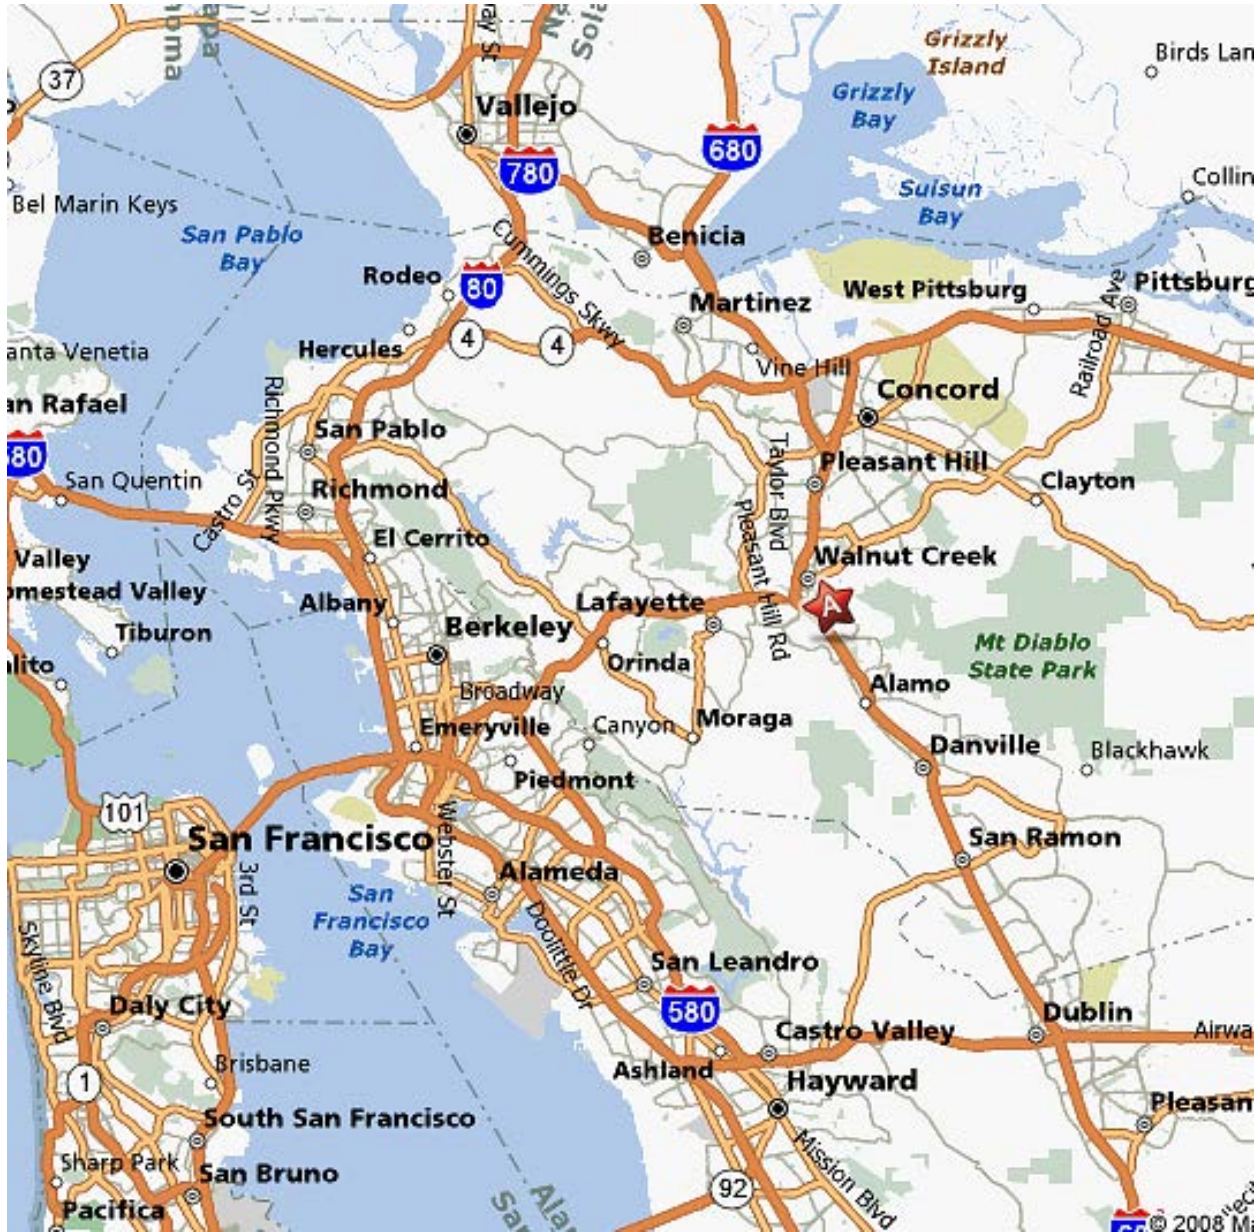 37
Vallejo
780
680
Grizzly
Island
Birds Lan
Grizzly
Bay
Suisun
Bay
Collin
Bel Marin Keys
San Pablo
Bay
Benicia
Cummings Skwy
Rodeo
80
Martinez
West Pittsburg
Pittsburg
Railroad Ave
anta Venetia
Hercules
4
4
Vine Hill
Concord
an Rafael
Richmond Pkwy
San Pablo
Taylor Blvd
Pleasant Hill
580
San Quentin
Castro St
Richmond
Clayton
Pleasant Hill Rd
El Cerrito
Walnut Creek
Valley
omestead Valley
Albany
Lafayette
A
Tiburon
Berkeley
Orinda
Mt Diablo
State Park
alito
Broadway
Alamo
Emeryville
Canyon
Moraga
Danville
Blackhawk
Piedmont
101
San Francisco
Webster St
San Ramon
3rd St
Alameda
San
Francisco
Bay
Doolittle Dr
Skyline Blvd
San Leandro
580
Daly City
Dublin
Castro Valley
Airwa
Ashland
Brisbane
1
Hayward
South San Francisco
Pleasan
Mission Blvd
Sharp Park
San Bruno
92
Pacifica
Ala
San
© 2008 M